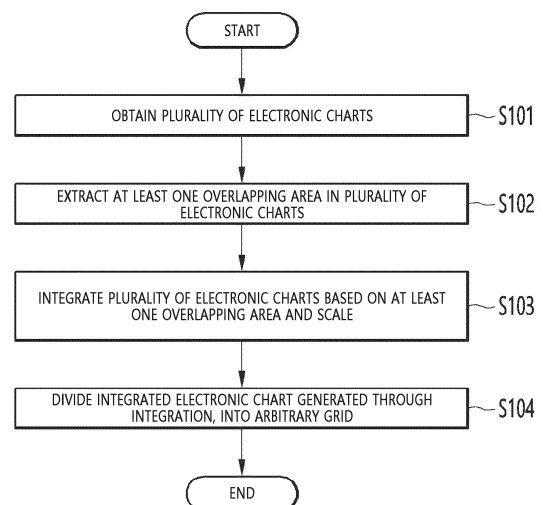 START
OBTAIN PLURALITY OF ELECTRONIC CHARTS
S101
EXTRACT AT LEAST ONE OVERLAPPING AREA IN PLURALITY OF
ELECTRONIC CHARTS
S102
INTEGRATE PLURALITY OF ELECTRONIC CHARTS BASED ON AT LEAST
ONE OVERLAPPING AREA AND SCALE
S103
DIVIDE INTEGRATED ELECTRONIC CHART GENERATED THROUGH
INTEGRATION, INTO ARBITRARY GRID
S104
END